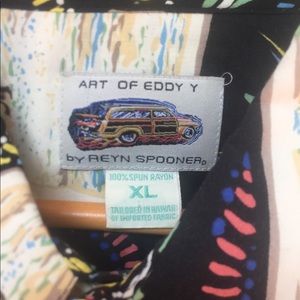 ART OF EDDY Y
by REYN SPOONER®
100% SPUN RAYON
XL
TAILORED IN HAWAII
OF IMPORTED FABRIC